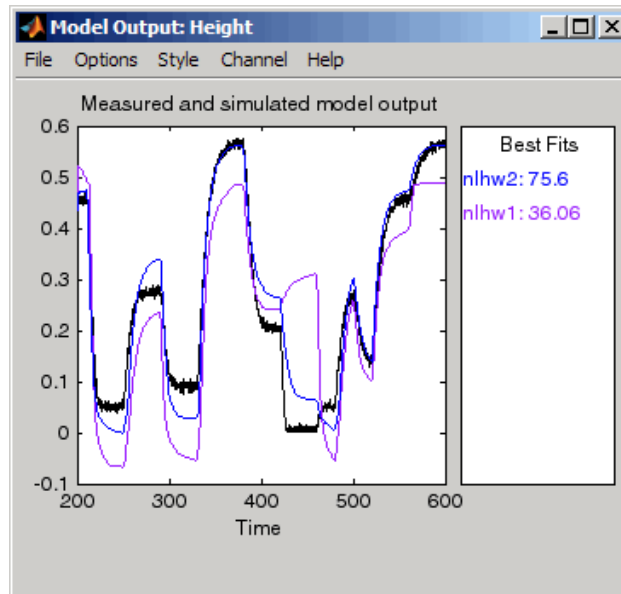 Model Output: Height
File Options Style Channel Help
Measured and simulated model output
Best Fits
nlhw2: 75.6
nlhw1: 36.06
0.6
0.5
0.4
0.3
0.2
0.1
0
-0.1
200 300 400 500 600
Time